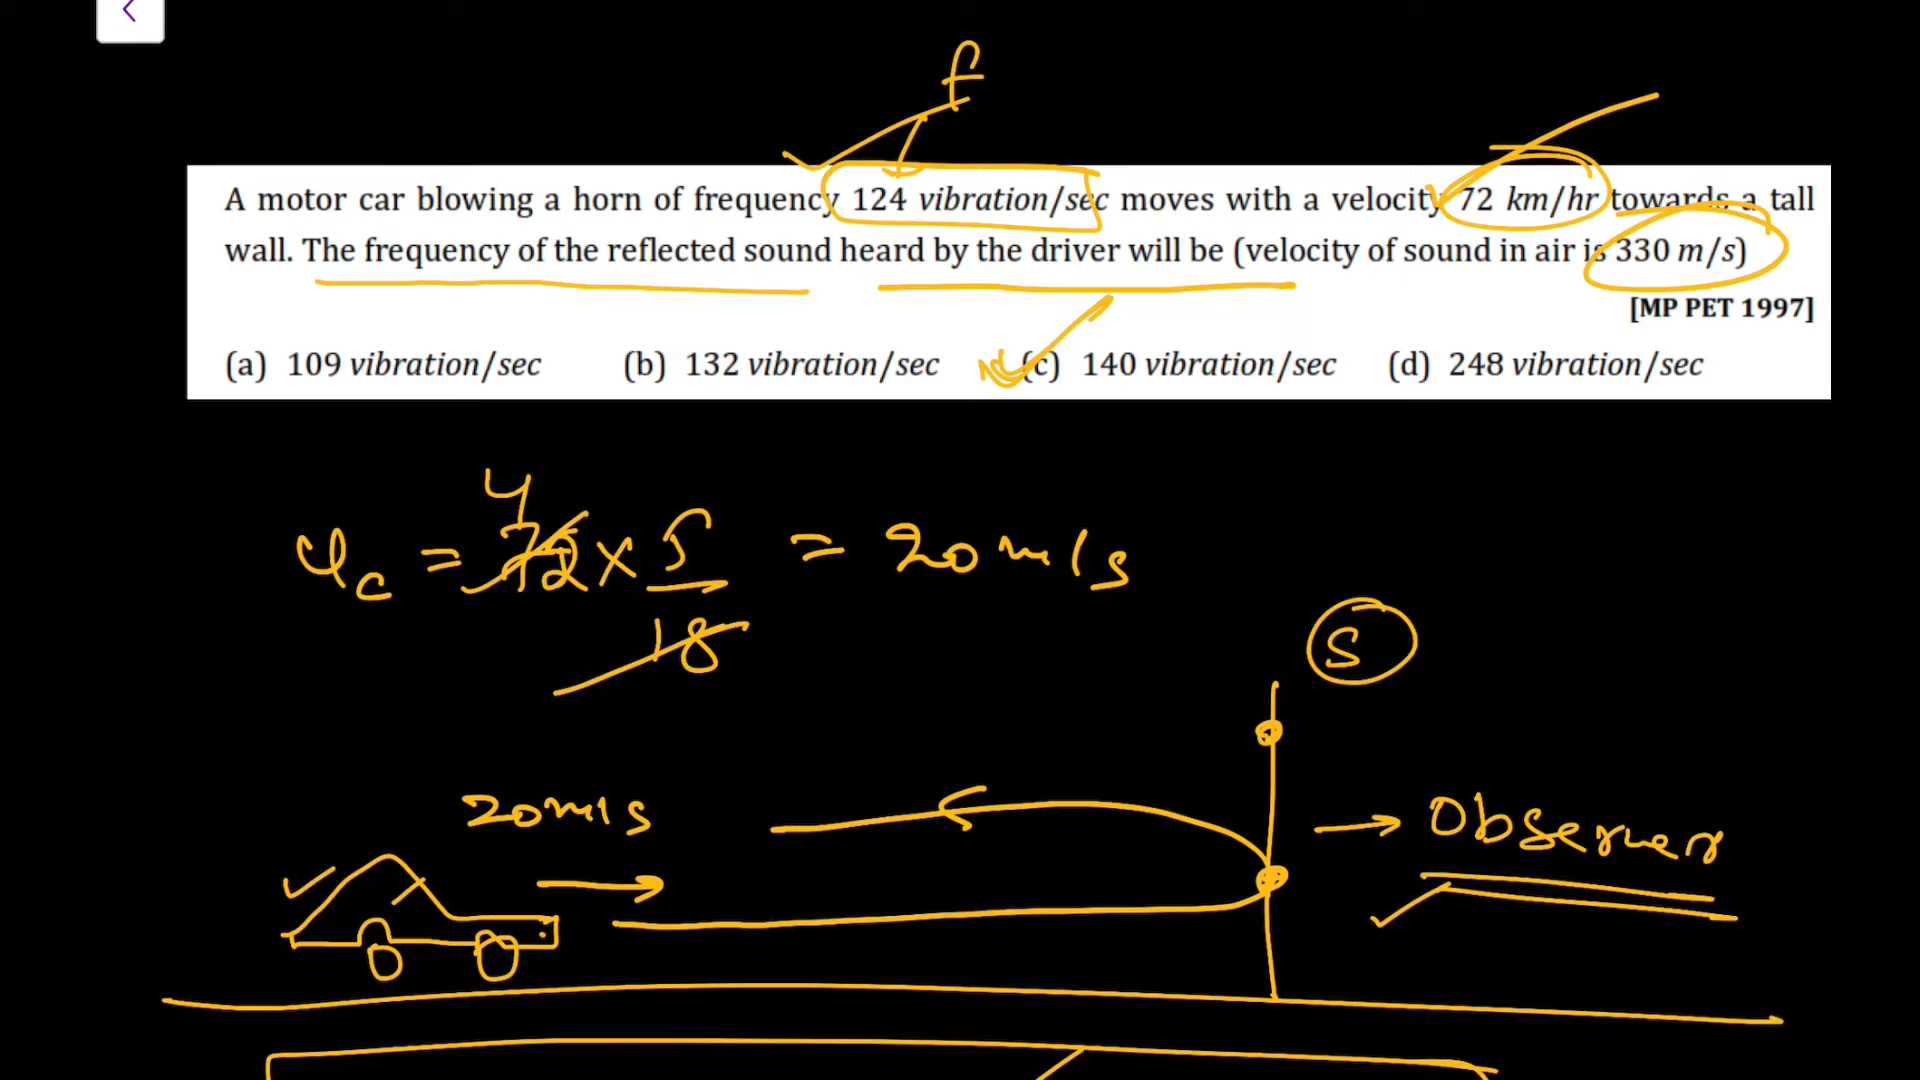 f
A motor car blowing a horn of frequency 124 vibration/sec moves with a velocity 72 km/hr towards a tall
wall. The frequency of the reflected sound heard by the driver will be (velocity of sound in air is 330 m/s)
[MP PET 1997]
(a) 109 vibration/sec (b) 132 vibration/sec (c) 140 vibration/sec (d) 248 vibration/sec
4
uc = 72 × 5 = 20 m/s
18
S
20 m/s
→ Observer